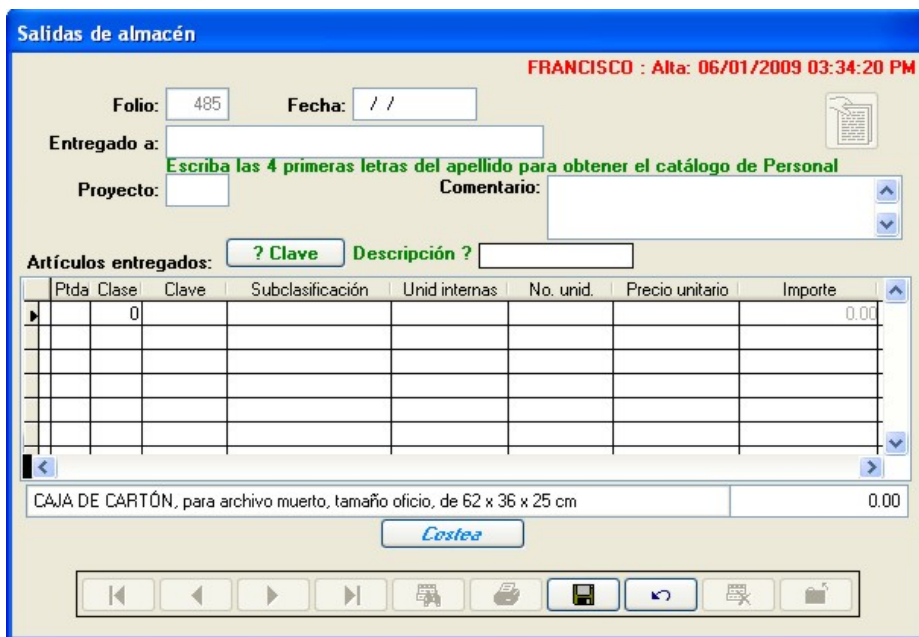 Salidas de almacén
FRANCISCO : Alta: 06/01/2009 03:34:20 PM
Folio: 485 Fecha: / /
Entregado a:
Escriba las 4 primeras letras del apellido para obtener el catálogo de Personal
Proyecto: Comentario:
Artículos entregados: ? Clave Descripción ?
Ptda Clase Clave Subclasificación Unid internas No. unid. Precio unitario Importe
0 0.00
CAJA DE CARTÓN, para archivo muerto, tamaño oficio, de 62 x 36 x 25 cm 0.00
Costea